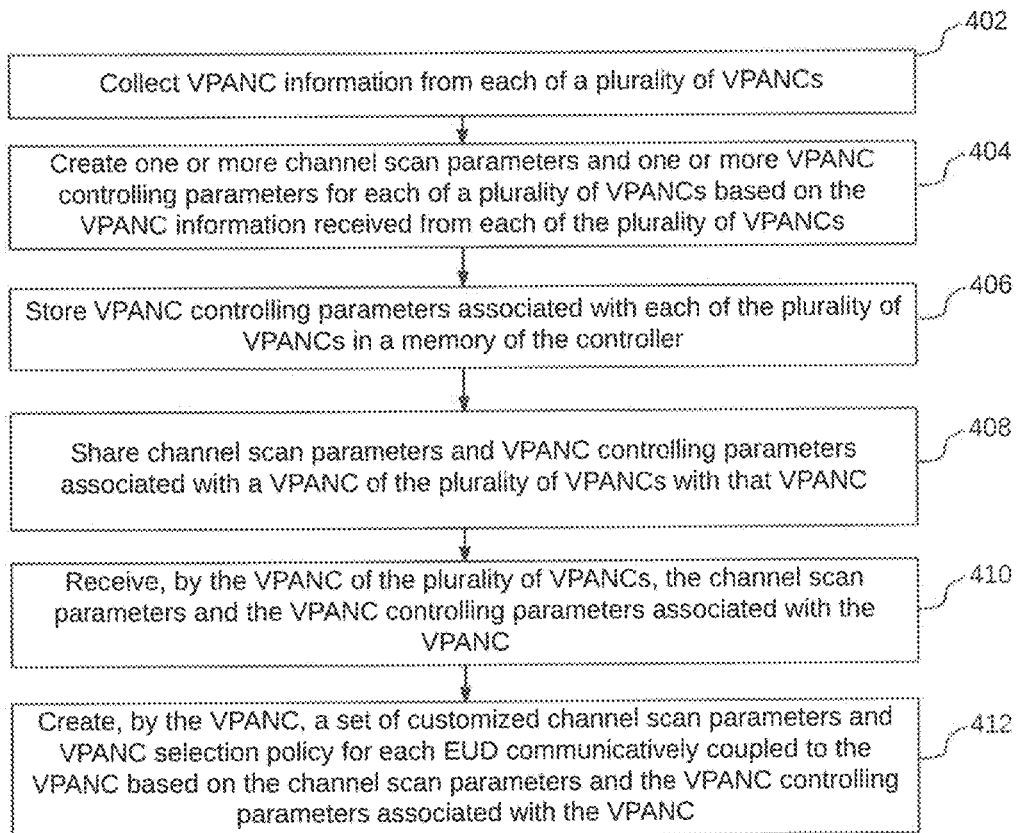 402
Collect VPANC information from each of a plurality of VPANCs
404
Create one or more channel scan parameters and one or more VPANC
controlling parameters for each of a plurality of VPANCs based on the
VPANC information received from each of the plurality of VPANCs
406
Store VPANC controlling parameters associated with each of the plurality of
VPANCs in a memory of the controller
408
Share channel scan parameters and VPANC controlling parameters
associated with a VPANC of the plurality of VPANCs with that VPANC
410
Receive, by the VPANC of the plurality of VPANCs, the channel scan
parameters and the VPANC controlling parameters associated with the
VPANC
412
Create, by the VPANC, a set of customized channel scan parameters and
VPANC selection policy for each EUD communicatively coupled to the
VPANC based on the channel scan parameters and the VPANC controlling
parameters associated with the VPANC